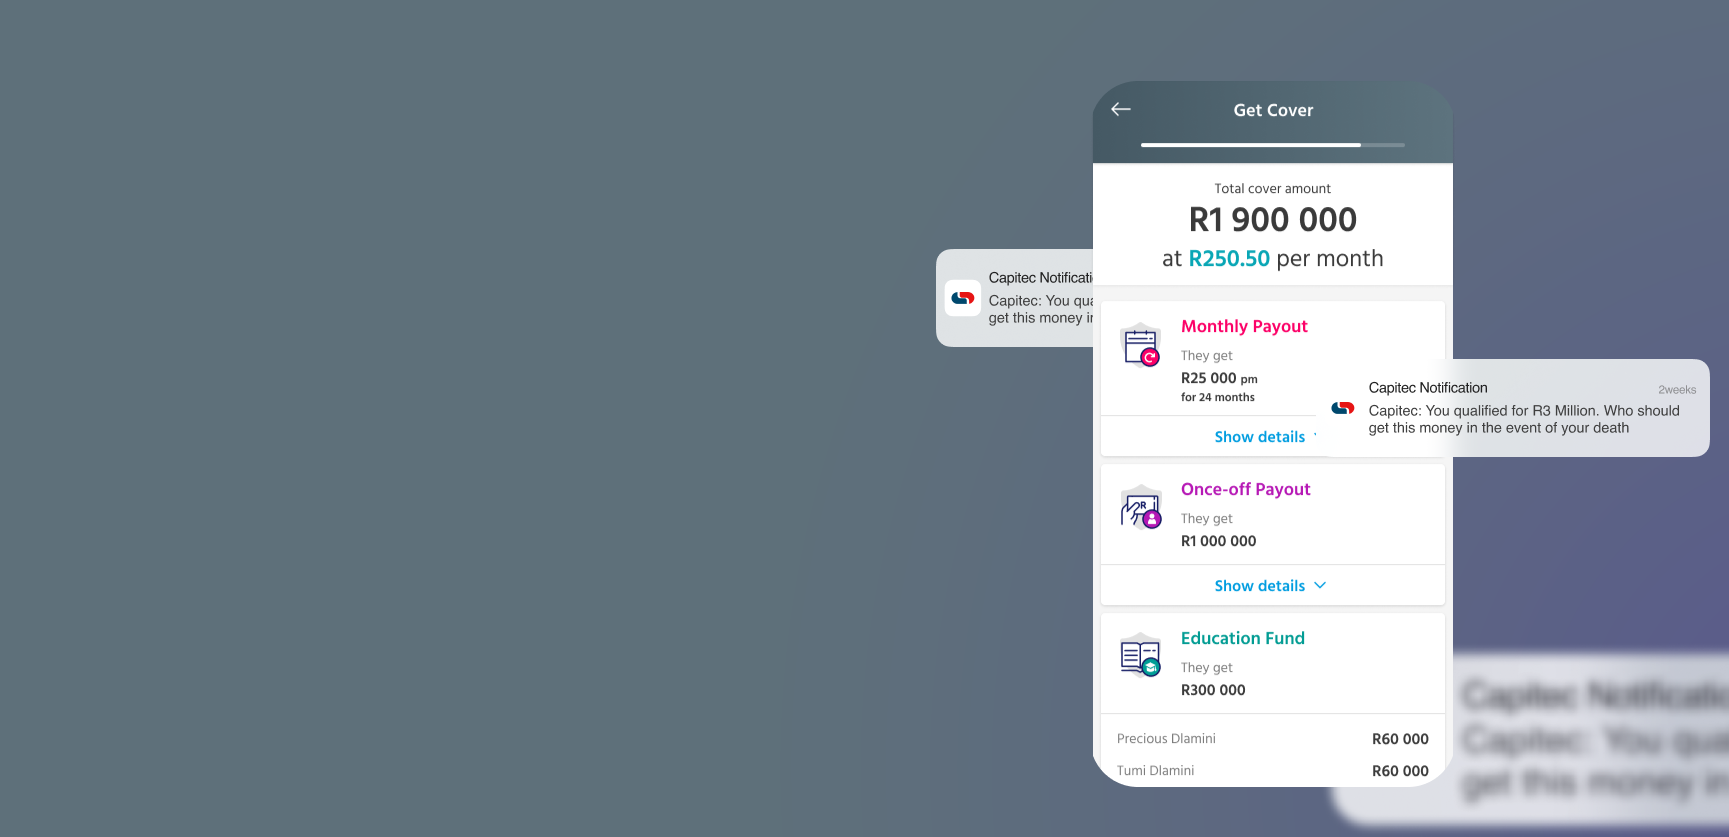 Get Cover
Total cover amount
R1 900 000
at R250.50 per month
Capitec Notificati
Capitec: You qua
get this money in
Monthly Payout
They get
R25 000 pm
for 24 months
Show details
Capitec Notification
2weeks
Capitec: You qualified for R3 Million. Who should
get this money in the event of your death
Once-off Payout
They get
R
R1 000 000
Show details
Education Fund
They get
R300 000
Precious Dlamini R60 000
Tumi Dlamini R60 000
Capitec Notificatio
Capitec: You qua
get this money in